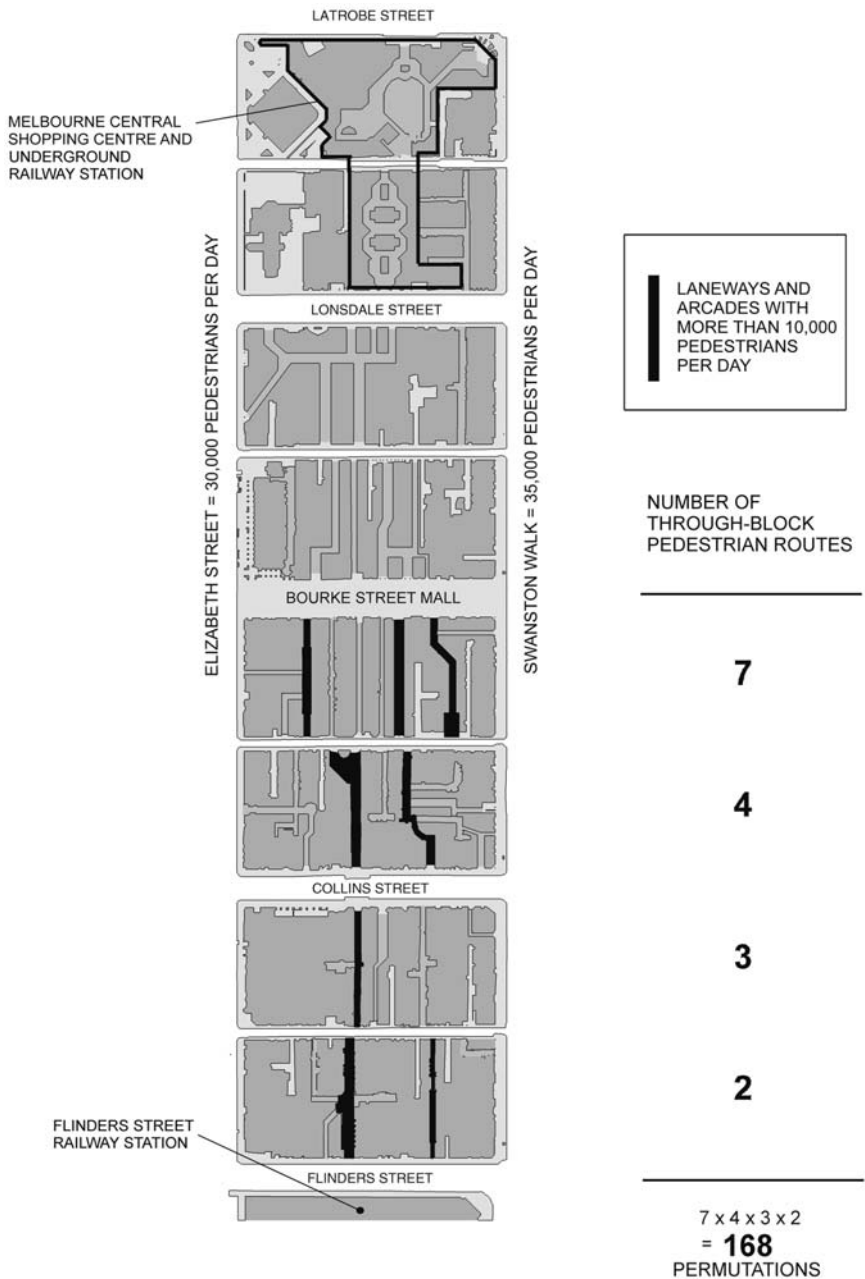 LATROBE STREET
MELBOURNE CENTRAL
SHOPPING CENTRE AND
UNDERGROUND
RAILWAY STATION
ELIZABETH STREET = 30,000 PEDESTRIANS PER DAY
SWANSTON WALK = 35,000 PEDESTRIANS PER DAY
LONSDALE STREET
BOURKE STREET MALL
COLLINS STREET
FLINDERS STREET
RAILWAY STATION
FLINDERS STREET
LANEWAYS AND
ARCADES WITH
MORE THAN 10,000
PEDESTRIANS
PER DAY
NUMBER OF
THROUGH-BLOCK
PEDESTRIAN ROUTES
7
4
3
2
7 x 4 x 3 x 2
= 168
PERMUTATIONS